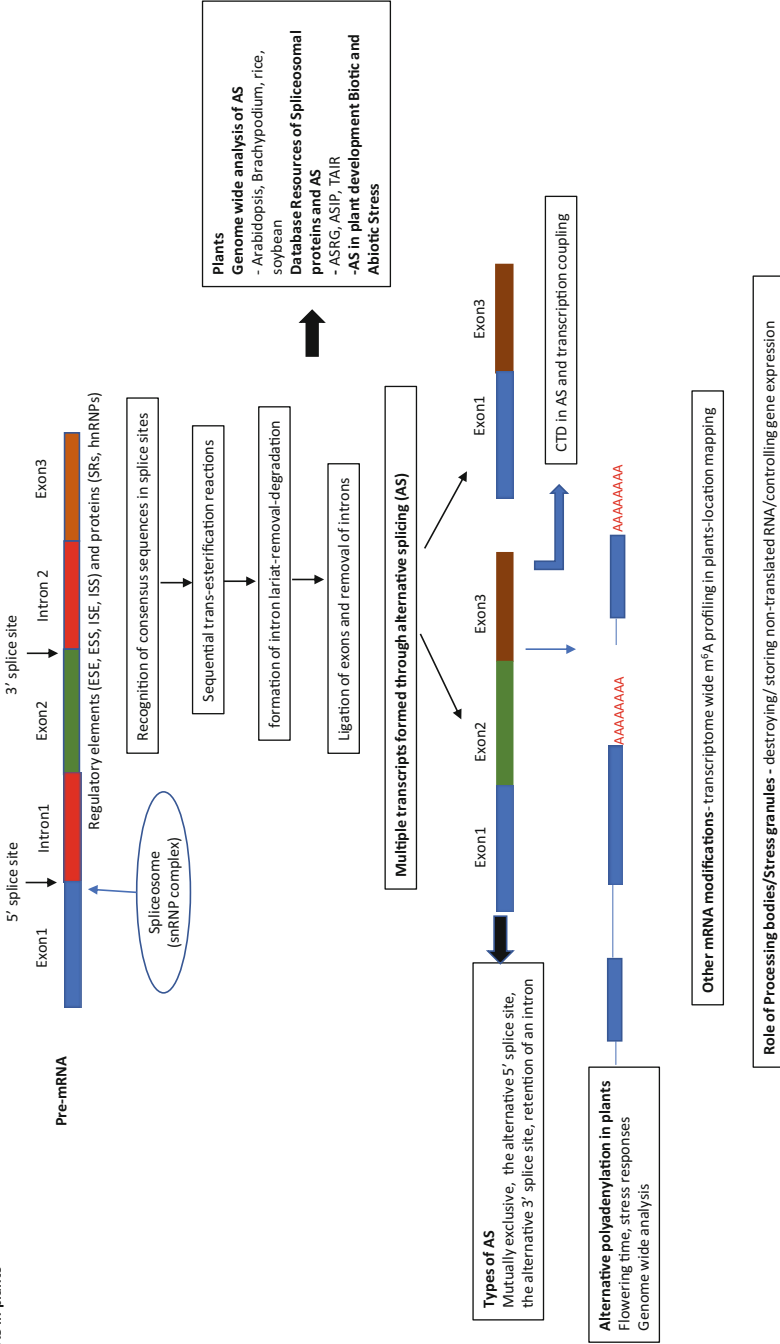 in plants
5′ splice site
3′ splice site
Exon1
Intron1
Exon2
Intron 2
Exon3
Pre-mRNA
Spliceosome
(snRNP complex)
Regulatory elements (ESE, ESS, ISE, ISS) and proteins (SRs, hnRNPs)
Recognition of consensus sequences in splice sites
Sequential trans-esterification reactions
formation of intron lariat-removal-degradation
Ligation of exons and removal of introns
Plants
Genome wide analysis of AS
- Arabidopsis, Brachypodium, rice,
soybean
Database Resources of Spliceosomal
proteins and AS
- ASRG, ASIP, TAIR
-AS in plant development Biotic and
Abiotic Stress
Multiple transcripts formed through alternative splicing (AS)
Exon1
Exon2
Exon3
Exon1
Exon3
Types of AS
Mutually exclusive, the alternative 5′ splice site,
the alternative 3′ splice site, retention of an intron
CTD in AS and transcription coupling
Alternative polyadenylation in plants
Flowering time, stress responses
Genome wide analysis
AAAAAAAA
AAAAAAAA
Other mRNA modifications- transcriptome wide m⁶A profiling in plants-location mapping
Role of Processing bodies/Stress granules - destroying/ storing non-translated RNA/controlling gene expression